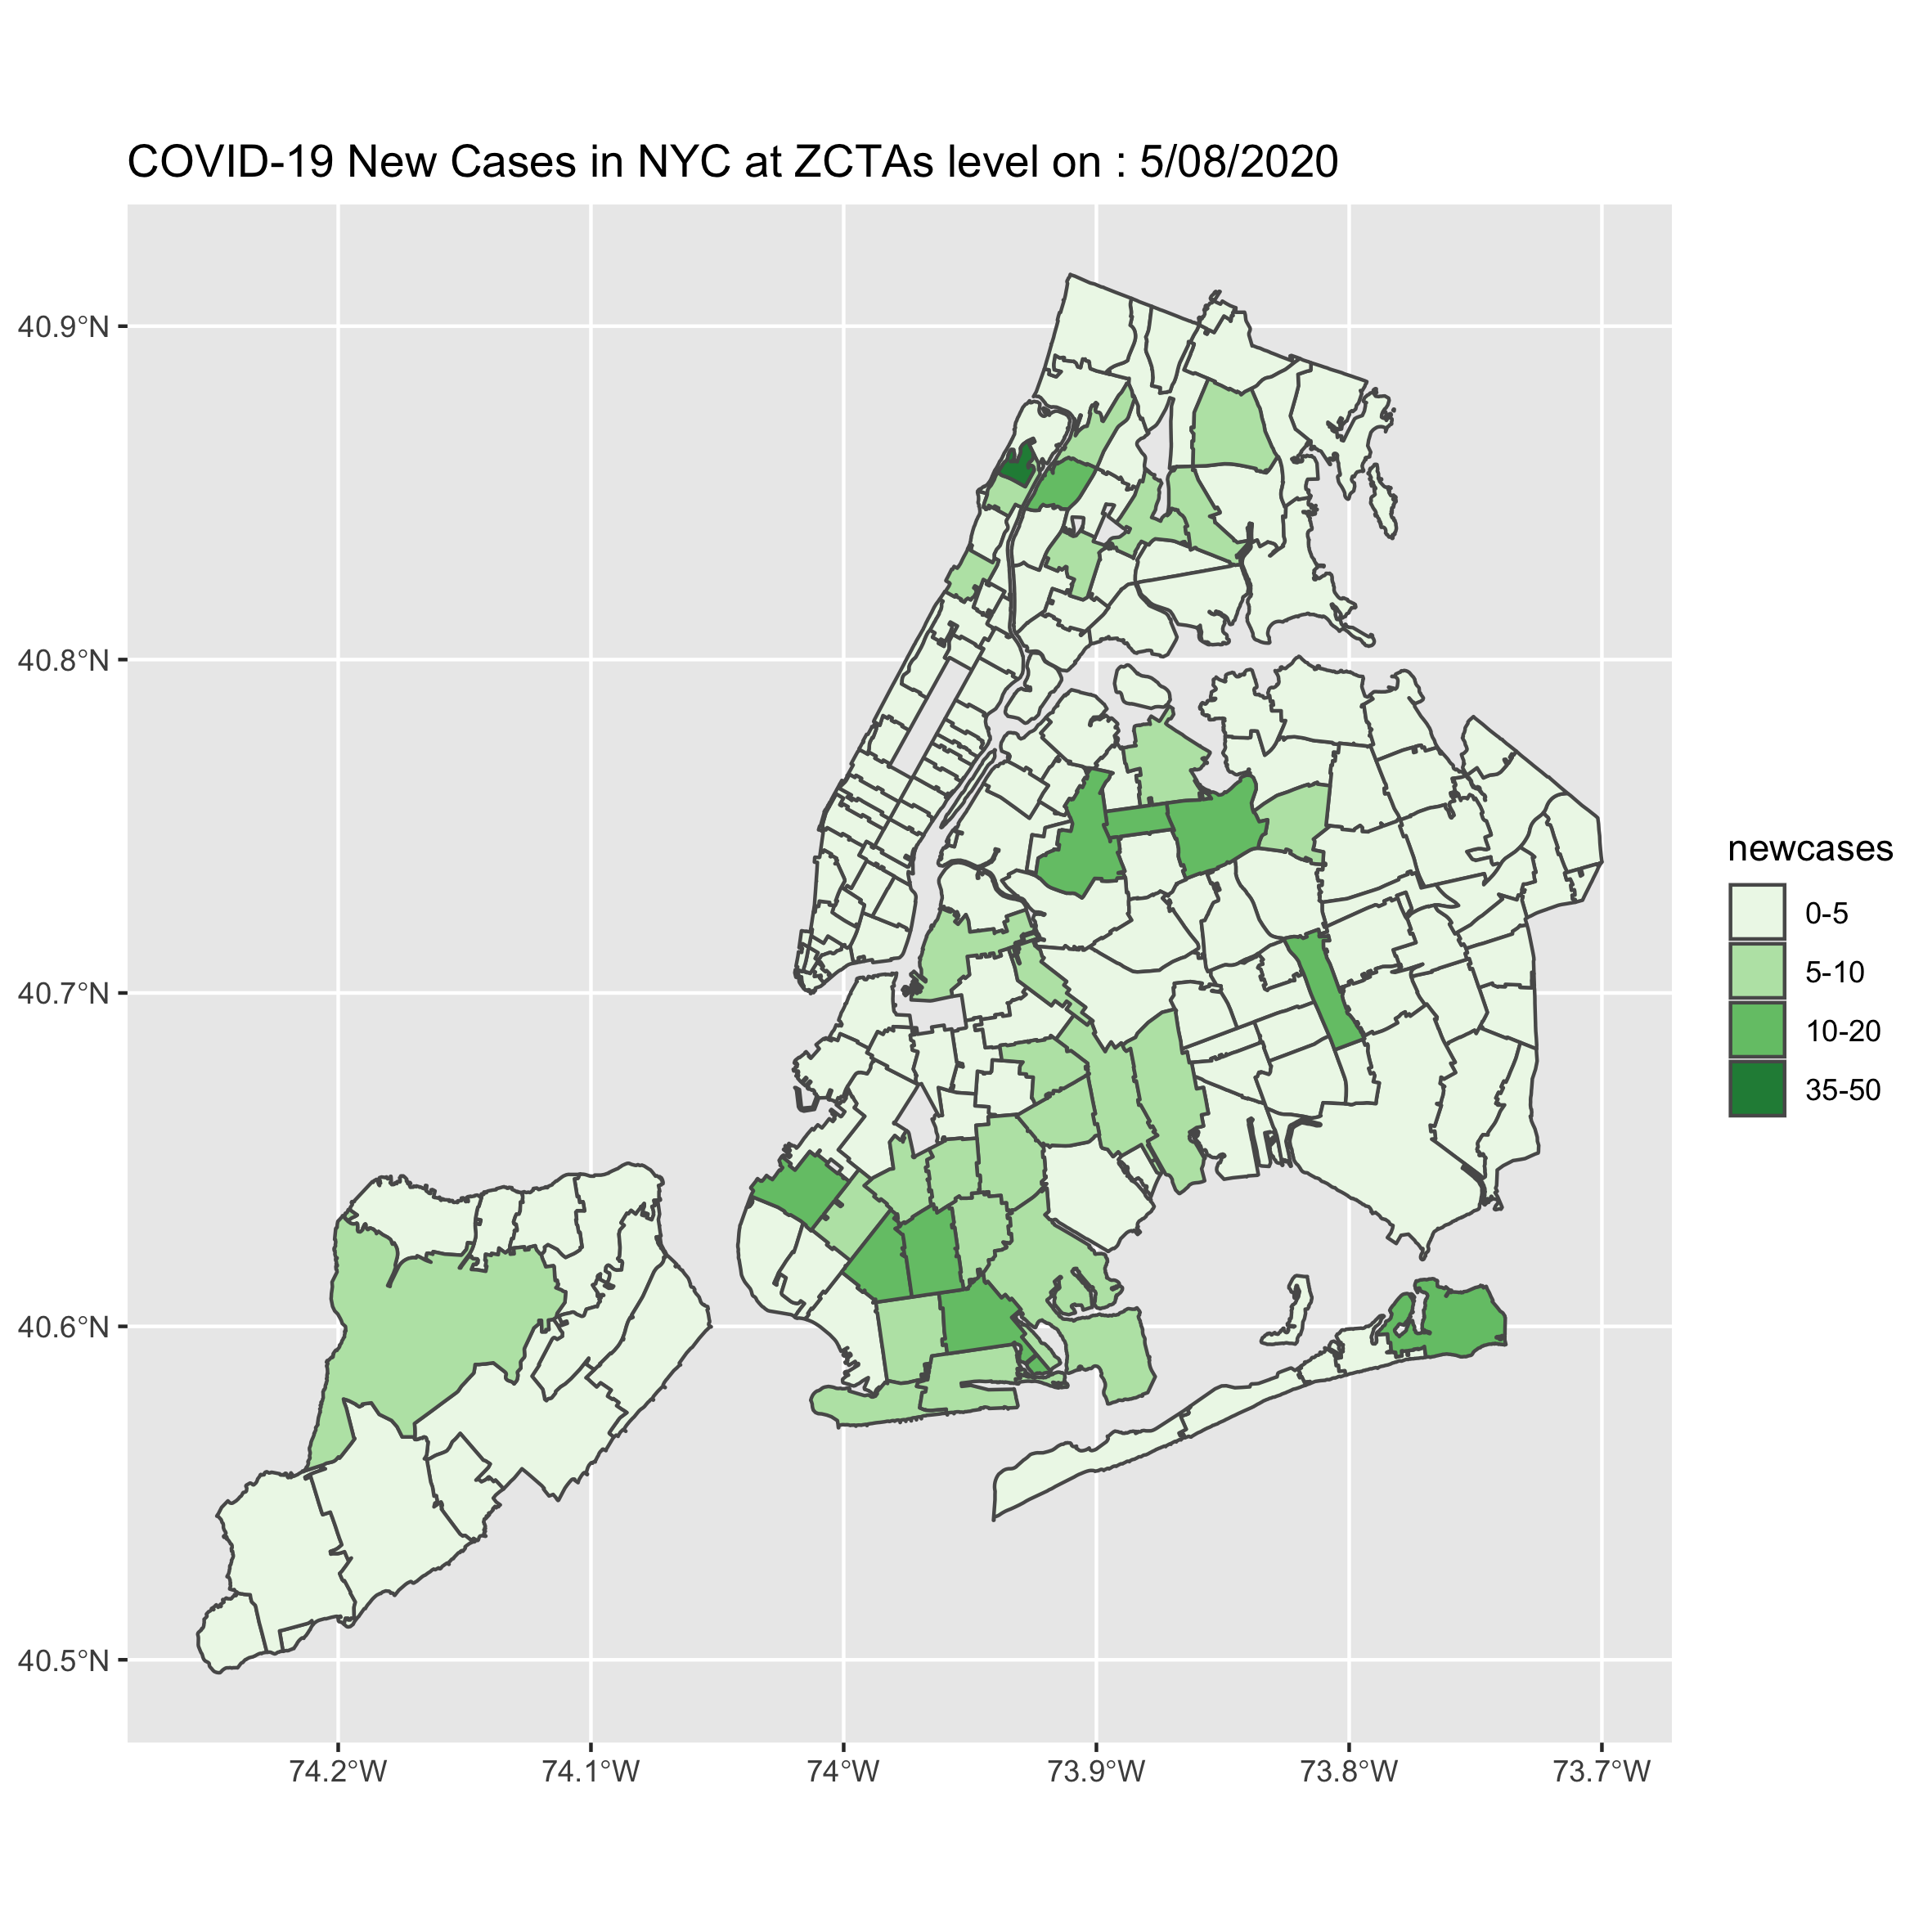 COVID-19 New Cases in NYC at ZCTAs level on : 5/08/2020
40.9°N
40.8°N
40.7°N
40.6°N
40.5°N
74.2°W
74.1°W
74°W
73.9°W
73.8°W
73.7°W
newcases
0-5
5-10
10-20
35-50